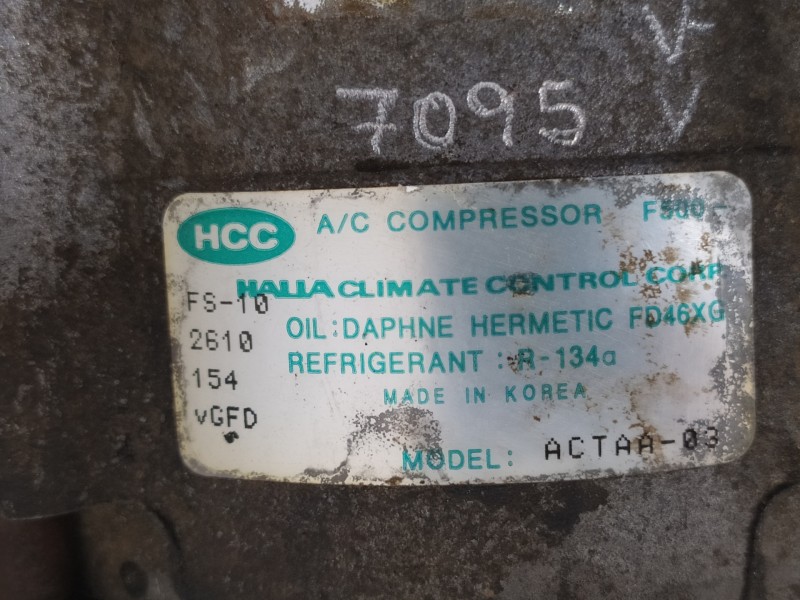 7095
HCC
A/C COMPRESSOR F500
HALLA CLIMATE CONTROL CORP
FS-10
OIL: DAPHNE HERMETIC FD46XG
2610
REFRIGERANT: R-134a
154
MADE IN KOREA
vGFD
MODEL: ACTAA-03